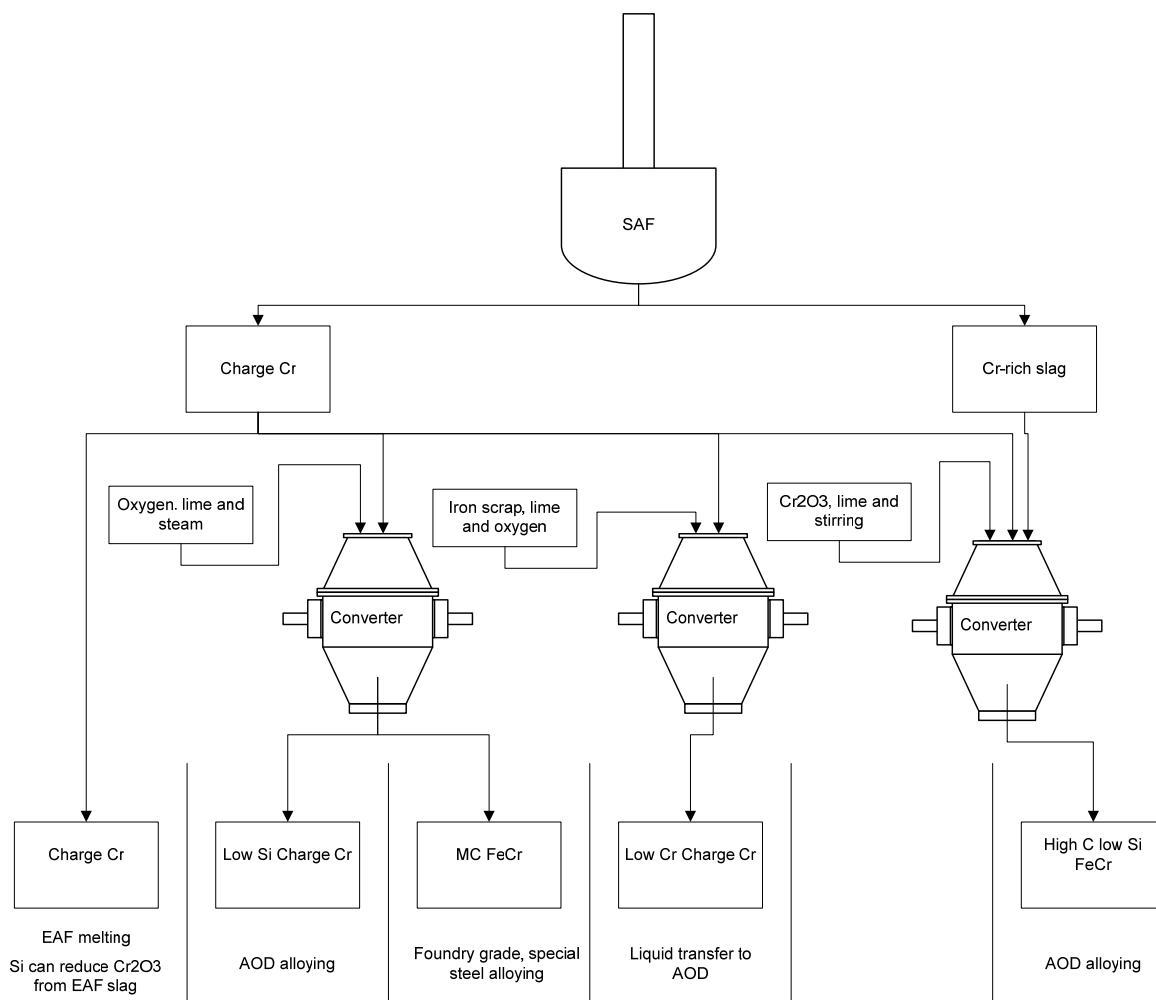 SAF
Charge Cr
Cr-rich slag
Oxygen. lime and
steam
Iron scrap, lime
and oxygen
Cr2O3, lime and
stirring
Converter
Converter
Converter
Charge Cr
Low Si Charge Cr
MC FeCr
Low Cr Charge Cr
High C low Si
FeCr
EAF melting
Si can reduce Cr2O3
from EAF slag
AOD alloying
Foundry grade, special
steel alloying
Liquid transfer to
AOD
AOD alloying